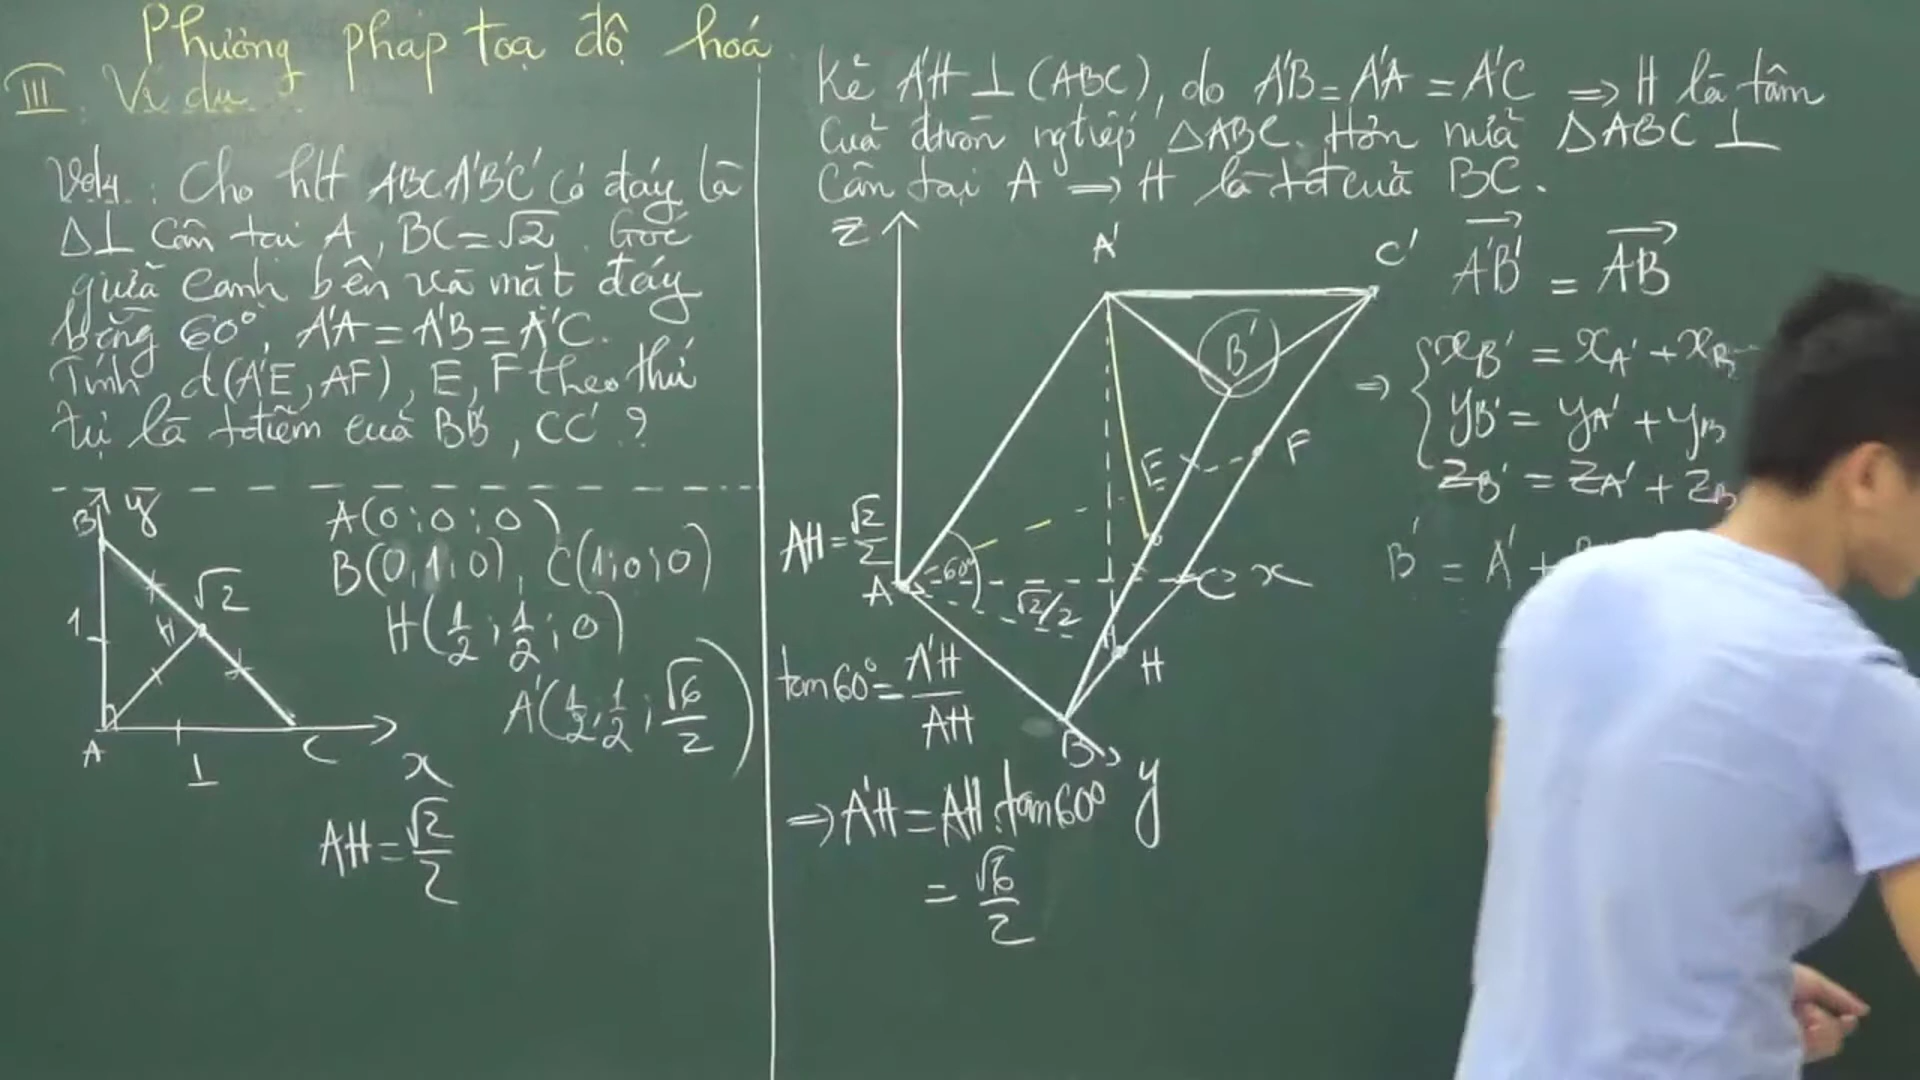 Phương pháp toạ độ hoá
III. Ví dụ
Vd4: Cho hlt ABCA'B'C' có đáy là
Δ⊥ cân tại A, BC=√2. Góc
giữa cạnh bên và mặt đáy
bằng 60°, A'A = A'B = A'C.
Tính d(A'E, AF), E, F theo thứ
tự là tđiểm của BB', CC'?
B y
1
H √2
A 1 C x
A(0;0;0)
B(0;1;0), C(1;0;0)
H(1/2;1/2;0)
A'(1/2;1/2;√6/2)
AH=√2/2
Kẻ A'H⊥(ABC), do A'B=A'A=A'C ⇒ H là tâm
của đtròn ngtiếp ΔABC. Hơn nữa ΔABC ⊥
cân tại A ⇒ H là tđ của BC.
z
A'
C'
B'
E
F
AH=√2/2
A
60°
√2/2
C x
H
B
y
tan60°=A'H/AH
⇒A'H=AH.tan60°
=√6/2
A'B' = AB
⇒ { xB' = xA' + xB
yB' = yA' + yB
zB' = zA' + zB
B' = A' +